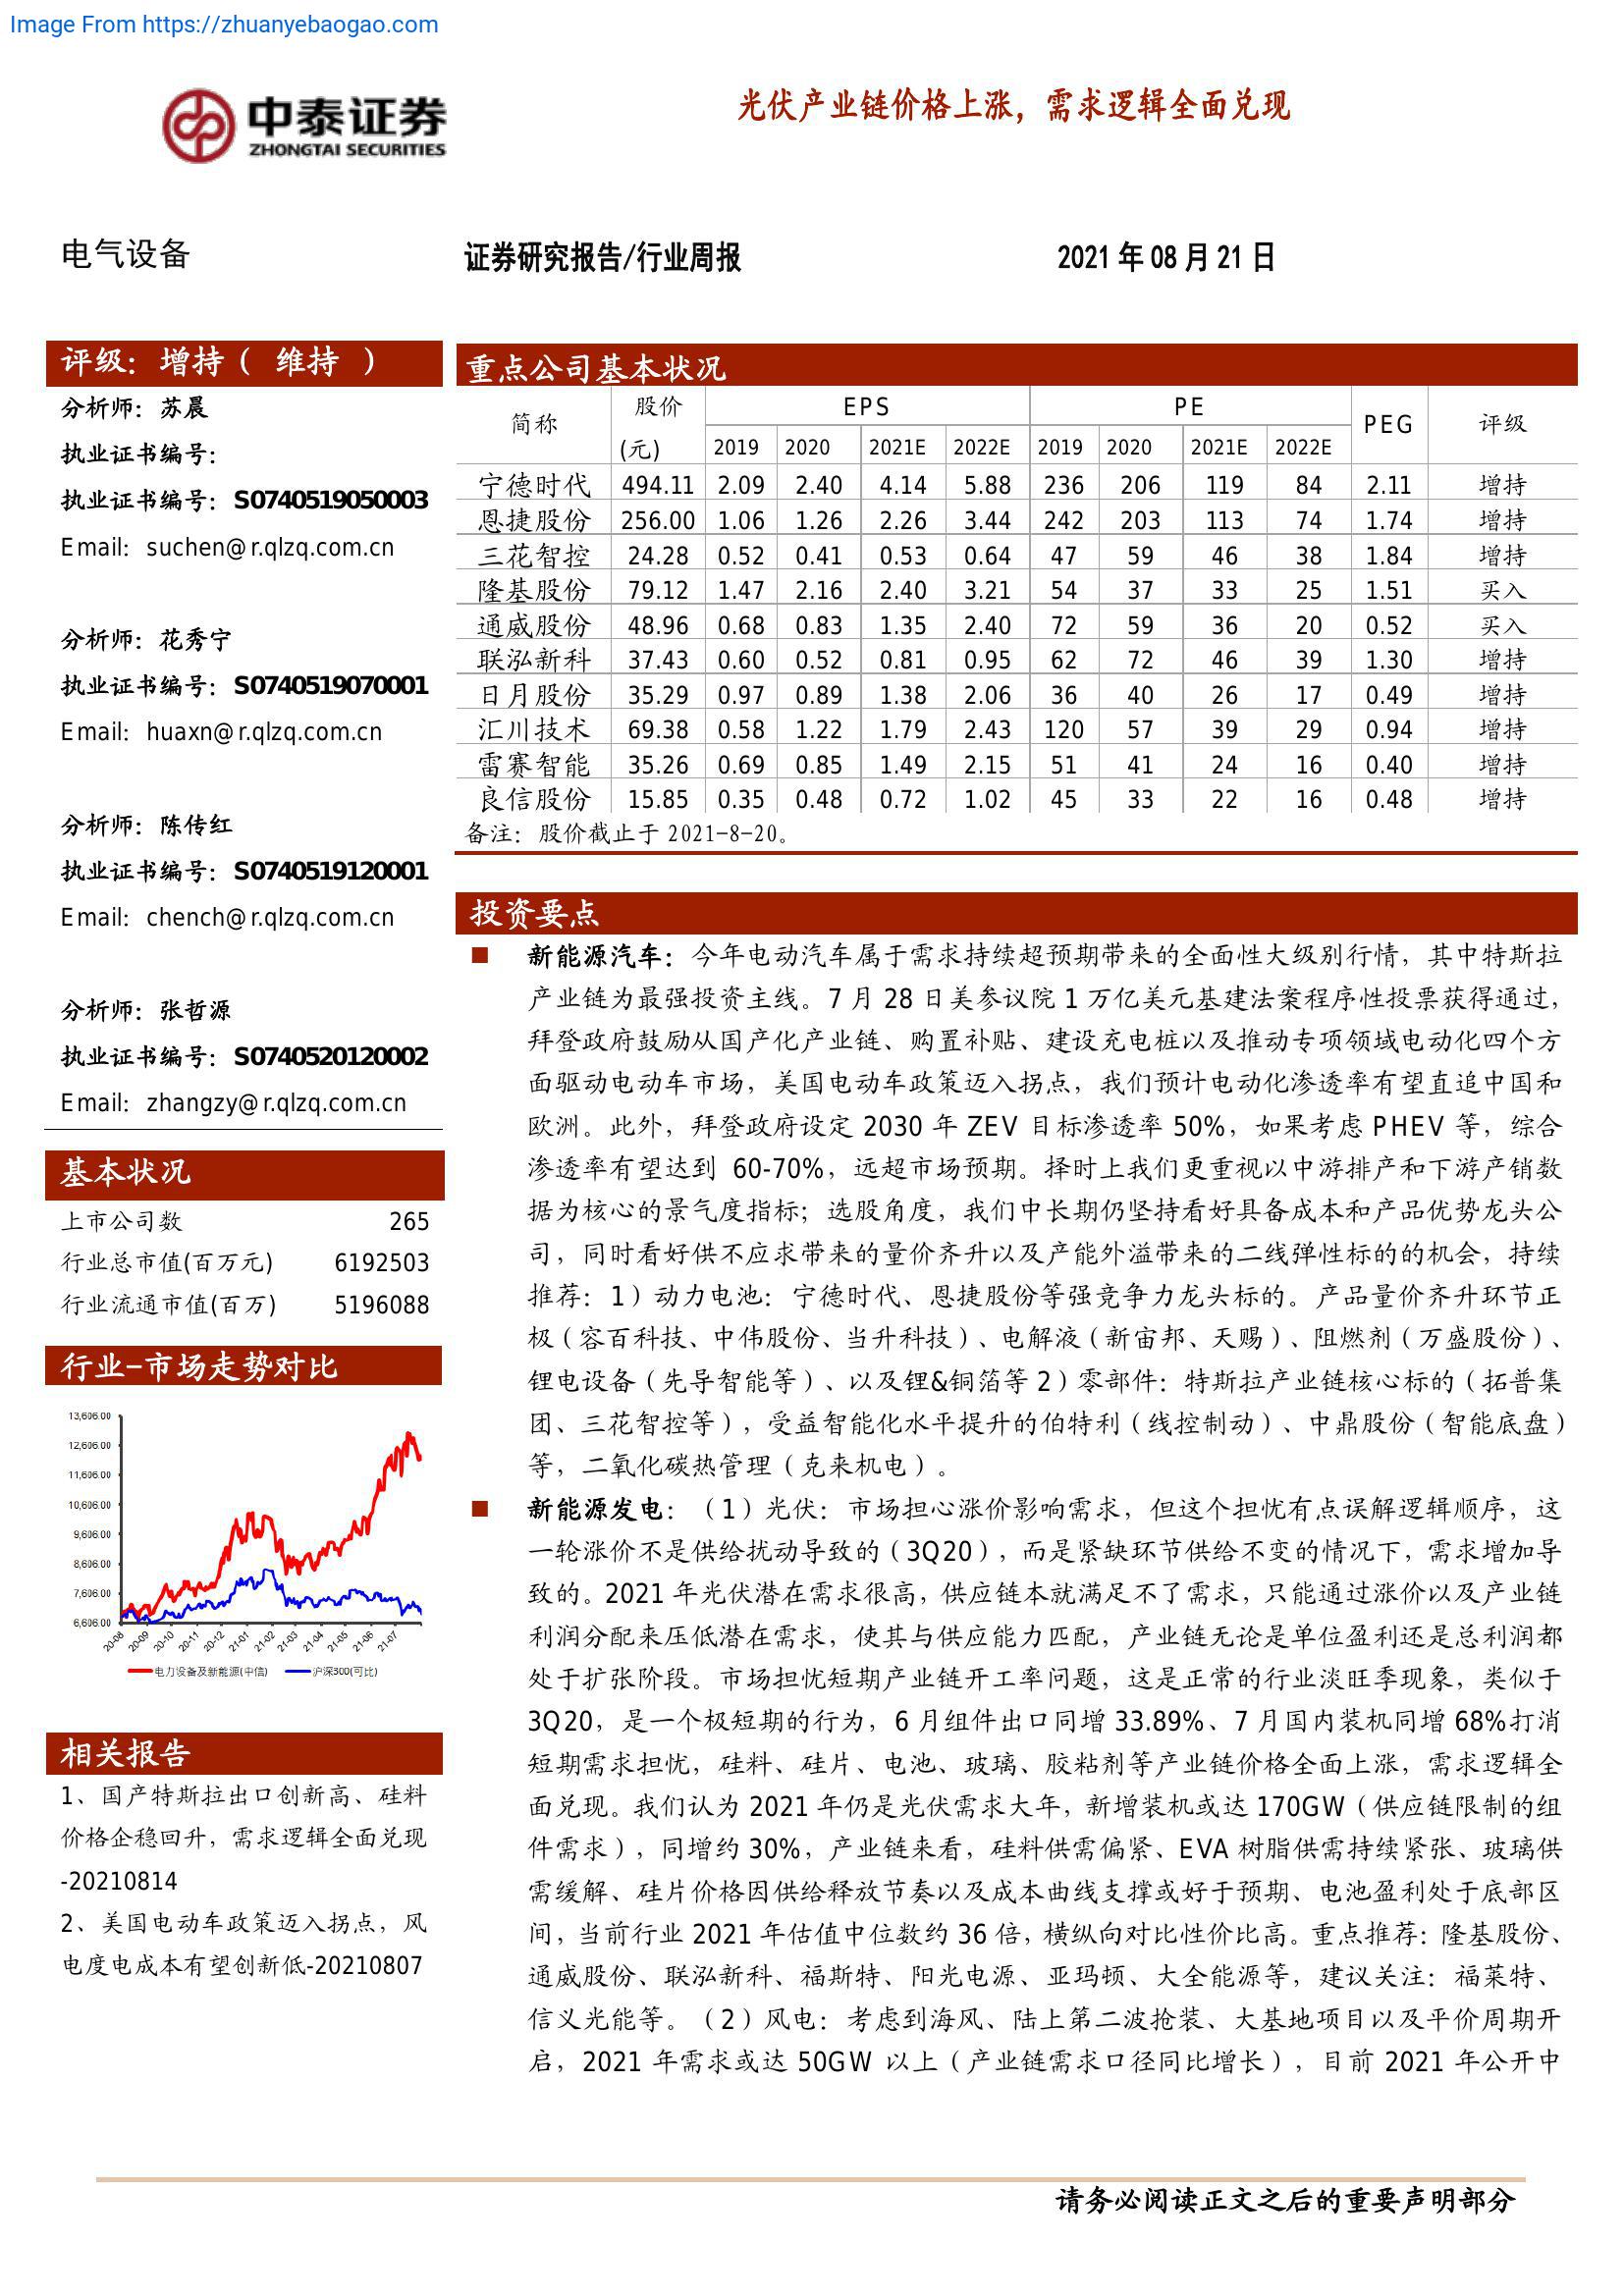 Image From https://zhuanyebaogao.com
中泰证券
ZHONGTAI SECURITIES
光伏产业链价格上涨，需求逻辑全面兑现
电气设备
证券研究报告/行业周报
2021 年 08 月 21 日
评级：增持（ 维持 ）
分析师：苏晨
执业证书编号：
执业证书编号：S0740519050003
Email：suchen@r.qlzq.com.cn
分析师：花秀宁
执业证书编号：S0740519070001
Email：huaxn@r.qlzq.com.cn
分析师：陈传红
执业证书编号：S0740519120001
Email：chench@r.qlzq.com.cn
分析师：张哲源
执业证书编号：S0740520120002
Email：zhangzy@r.qlzq.com.cn
基本状况
上市公司数 265
行业总市值(百万元) 6192503
行业流通市值(百万) 5196088
行业-市场走势对比
13,606.00
12,606.00
11,606.00
10,606.00
9,606.00
8,606.00
7,606.00
6,606.00
20-08 20-09 20-10 20-11 20-12 21-01 21-02 21-03 21-04 21-05 21-06 21-07
电力设备及新能源(中信) 沪深300(可比)
相关报告
1、国产特斯拉出口创新高、硅料
价格企稳回升，需求逻辑全面兑现
-20210814
2、美国电动车政策迈入拐点，风
电度电成本有望创新低-20210807
重点公司基本状况
简称 股价 EPS PE PEG 评级
(元) 2019 2020 2021E 2022E 2019 2020 2021E 2022E
宁德时代 494.11 2.09 2.40 4.14 5.88 236 206 119 84 2.11 增持
恩捷股份 256.00 1.06 1.26 2.26 3.44 242 203 113 74 1.74 增持
三花智控 24.28 0.52 0.41 0.53 0.64 47 59 46 38 1.84 增持
隆基股份 79.12 1.47 2.16 2.40 3.21 54 37 33 25 1.51 买入
通威股份 48.96 0.68 0.83 1.35 2.40 72 59 36 20 0.52 买入
联泓新科 37.43 0.60 0.52 0.81 0.95 62 72 46 39 1.30 增持
日月股份 35.29 0.97 0.89 1.38 2.06 36 40 26 17 0.49 增持
汇川技术 69.38 0.58 1.22 1.79 2.43 120 57 39 29 0.94 增持
雷赛智能 35.26 0.69 0.85 1.49 2.15 51 41 24 16 0.40 增持
良信股份 15.85 0.35 0.48 0.72 1.02 45 33 22 16 0.48 增持
备注：股价截止于 2021-8-20。
投资要点
■ 新能源汽车：今年电动汽车属于需求持续超预期带来的全面性大级别行情，其中特斯拉
产业链为最强投资主线。7 月 28 日美参议院 1 万亿美元基建法案程序性投票获得通过，
拜登政府鼓励从国产化产业链、购置补贴、建设充电桩以及推动专项领域电动化四个方
面驱动电动车市场，美国电动车政策迈入拐点，我们预计电动化渗透率有望直追中国和
欧洲。此外，拜登政府设定 2030 年 ZEV 目标渗透率 50%，如果考虑 PHEV 等，综合
渗透率有望达到 60-70%，远超市场预期。择时上我们更重视以中游排产和下游产销数
据为核心的景气度指标；选股角度，我们中长期仍坚持看好具备成本和产品优势龙头公
司，同时看好供不应求带来的量价齐升以及产能外溢带来的二线弹性标的的机会，持续
推荐：1）动力电池：宁德时代、恩捷股份等强竞争力龙头标的。产品量价齐升环节正
极（容百科技、中伟股份、当升科技）、电解液（新宙邦、天赐）、阻燃剂（万盛股份）、
锂电设备（先导智能等）、以及锂&铜箔等 2）零部件：特斯拉产业链核心标的（拓普集
团、三花智控等），受益智能化水平提升的伯特利（线控制动）、中鼎股份（智能底盘）
等，二氧化碳热管理（克来机电）。
■ 新能源发电：（1）光伏：市场担心涨价影响需求，但这个担忧有点误解逻辑顺序，这
一轮涨价不是供给扰动导致的（3Q20），而是紧缺环节供给不变的情况下，需求增加导
致的。2021 年光伏潜在需求很高，供应链本就满足不了需求，只能通过涨价以及产业链
利润分配来压低潜在需求，使其与供应能力匹配，产业链无论是单位盈利还是总利润都
处于扩张阶段。市场担忧短期产业链开工率问题，这是正常的行业淡旺季现象，类似于
3Q20，是一个极短期的行为，6 月组件出口同增 33.89%、7 月国内装机同增 68%打消
短期需求担忧，硅料、硅片、电池、玻璃、胶粘剂等产业链价格全面上涨，需求逻辑全
面兑现。我们认为 2021 年仍是光伏需求大年，新增装机或达 170GW（供应链限制的组
件需求），同增约 30%，产业链来看，硅料供需偏紧、EVA 树脂供需持续紧张、玻璃供
需缓解、硅片价格因供给释放节奏以及成本曲线支撑或好于预期、电池盈利处于底部区
间，当前行业 2021 年估值中位数约 36 倍，横纵向对比性价比高。重点推荐：隆基股份、
通威股份、联泓新科、福斯特、阳光电源、亚玛顿、大全能源等，建议关注：福莱特、
信义光能等。（2）风电：考虑到海风、陆上第二波抢装、大基地项目以及平价周期开
启，2021 年需求或达 50GW 以上（产业链需求口径同比增长），目前 2021 年公开中
请务必阅读正文之后的重要声明部分